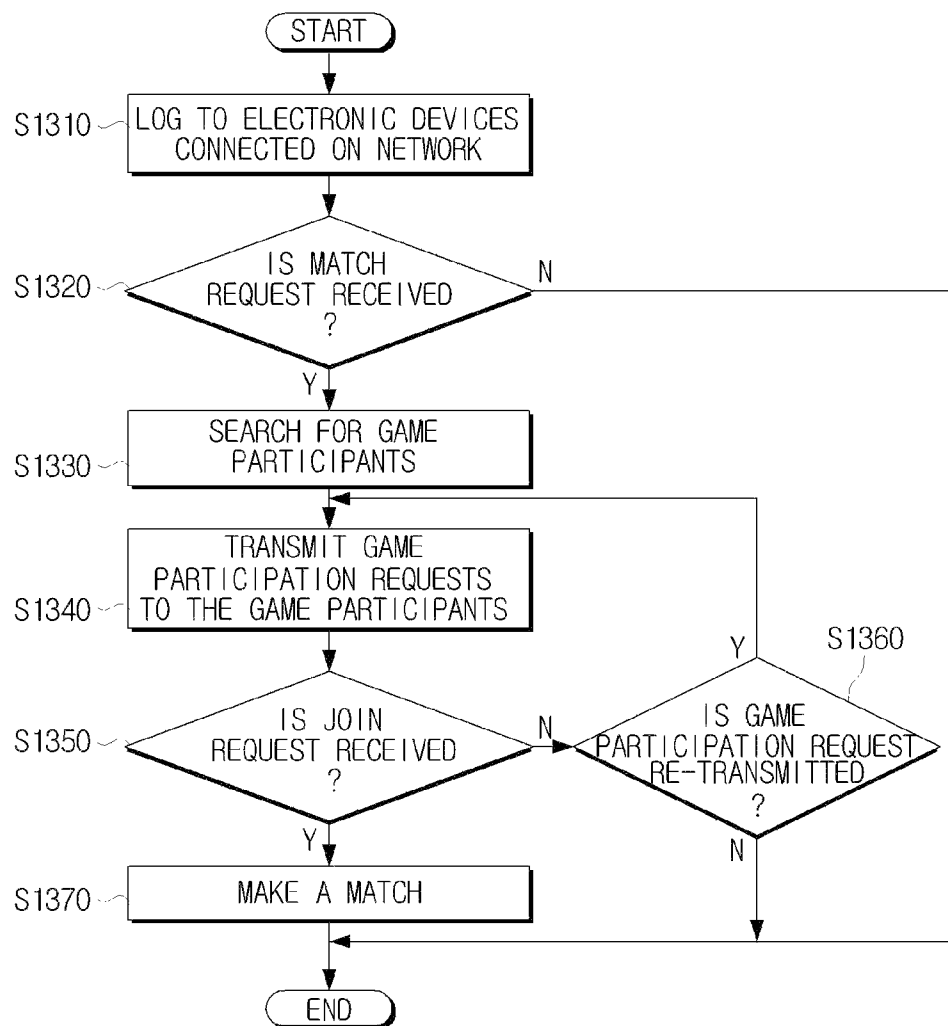 START
S1310
LOG TO ELECTRONIC DEVICES
CONNECTED ON NETWORK
S1320
IS MATCH
REQUEST RECEIVED
?
N
Y
S1330
SEARCH FOR GAME
PARTICIPANTS
S1340
TRANSMIT GAME
PARTICIPATION REQUESTS
TO THE GAME PARTICIPANTS
S1350
IS JOIN
REQUEST RECEIVED
?
N
Y
S1360
Y
IS GAME
PARTICIPATION REQUEST
RE-TRANSMITTED
?
N
S1370
MAKE A MATCH
END